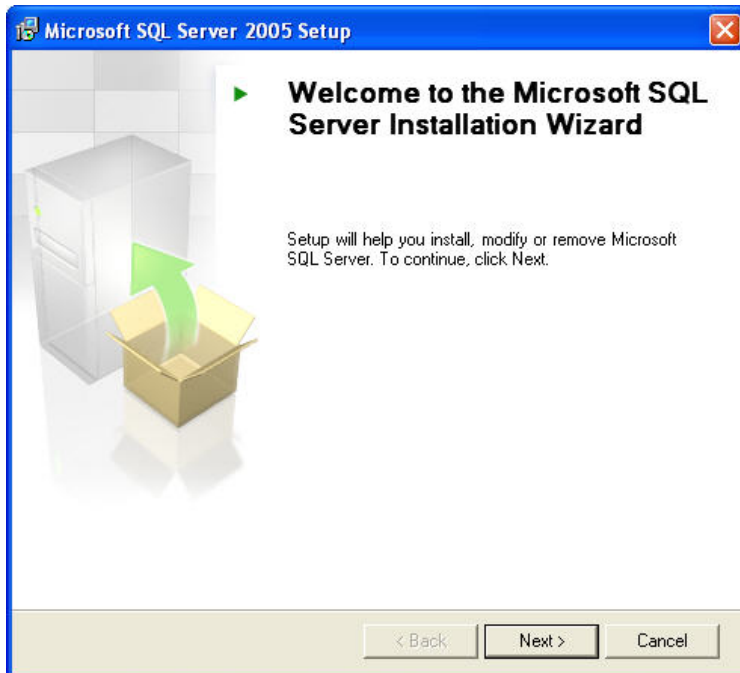 Microsoft SQL Server 2005 Setup
Welcome to the Microsoft SQL
Server Installation Wizard
Setup will help you install, modify or remove Microsoft
SQL Server. To continue, click Next.
< Back Next > Cancel